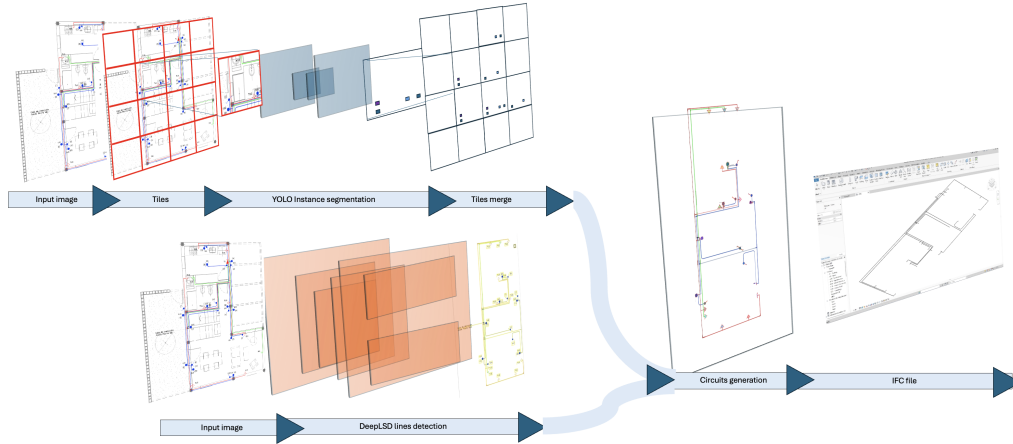 Input image
Tiles
YOLO Instance segmentation
Tiles merge
Input image
DeepLSD lines detection
Circuits generation
IFC file